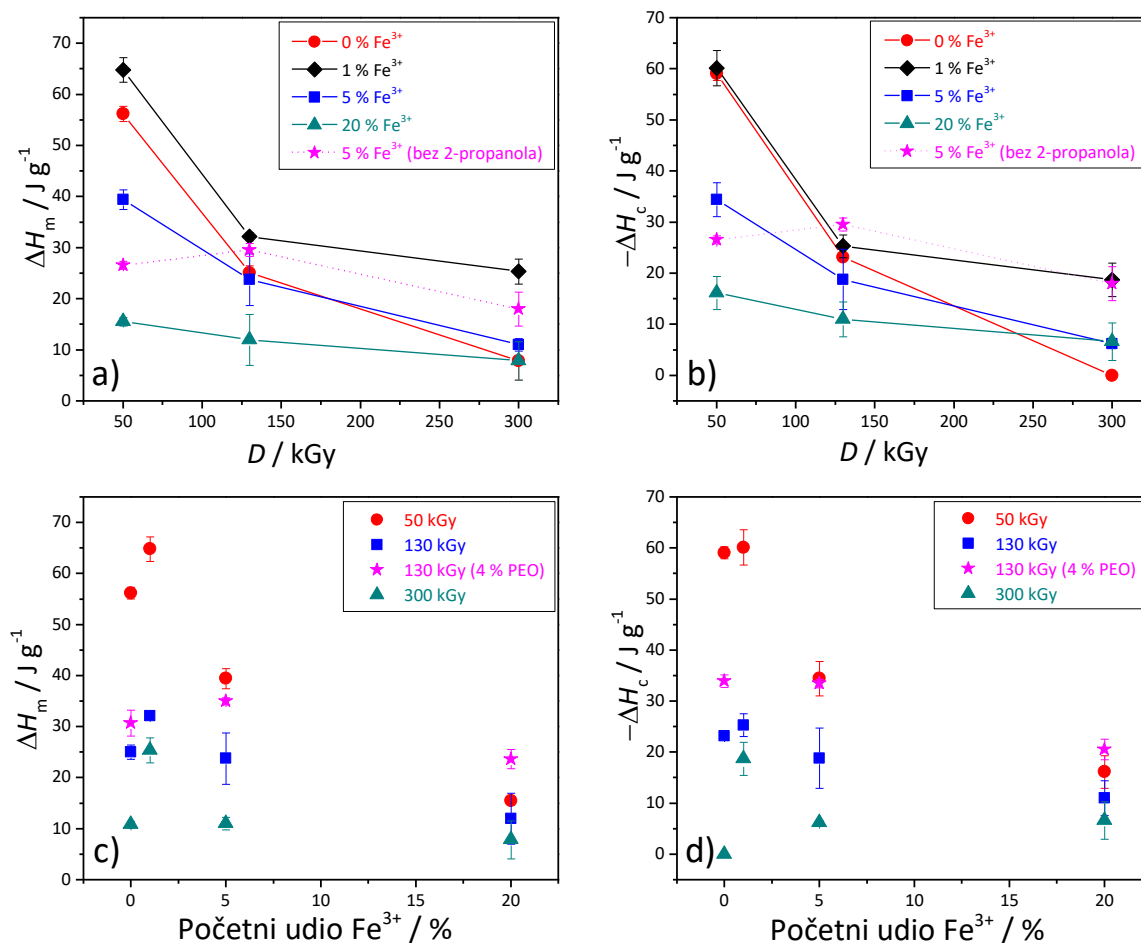 70
60
50
40
30
20
10
0
ΔHₘ / J g⁻¹
0 % Fe³⁺
1 % Fe³⁺
5 % Fe³⁺
20 % Fe³⁺
5 % Fe³⁺ (bez 2-propanola)
a)
50 100 150 200 250 300
D / kGy
-70
60
50
40
30
20
10
0
−ΔH꜀ / J g⁻¹
0 % Fe³⁺
1 % Fe³⁺
5 % Fe³⁺
20 % Fe³⁺
5 % Fe³⁺ (bez 2-propanola)
b)
50 100 150 200 250 300
D / kGy
70
60
50
40
30
20
10
0
ΔHₘ / J g⁻¹
50 kGy
130 kGy
130 kGy (4 % PEO)
300 kGy
c)
0 5 10 15 20
Početni udio Fe³⁺ / %
-70
60
50
40
30
20
10
0
−ΔH꜀ / J g⁻¹
50 kGy
130 kGy
130 kGy (4 % PEO)
300 kGy
d)
0 5 10 15 20
Početni udio Fe³⁺ / %